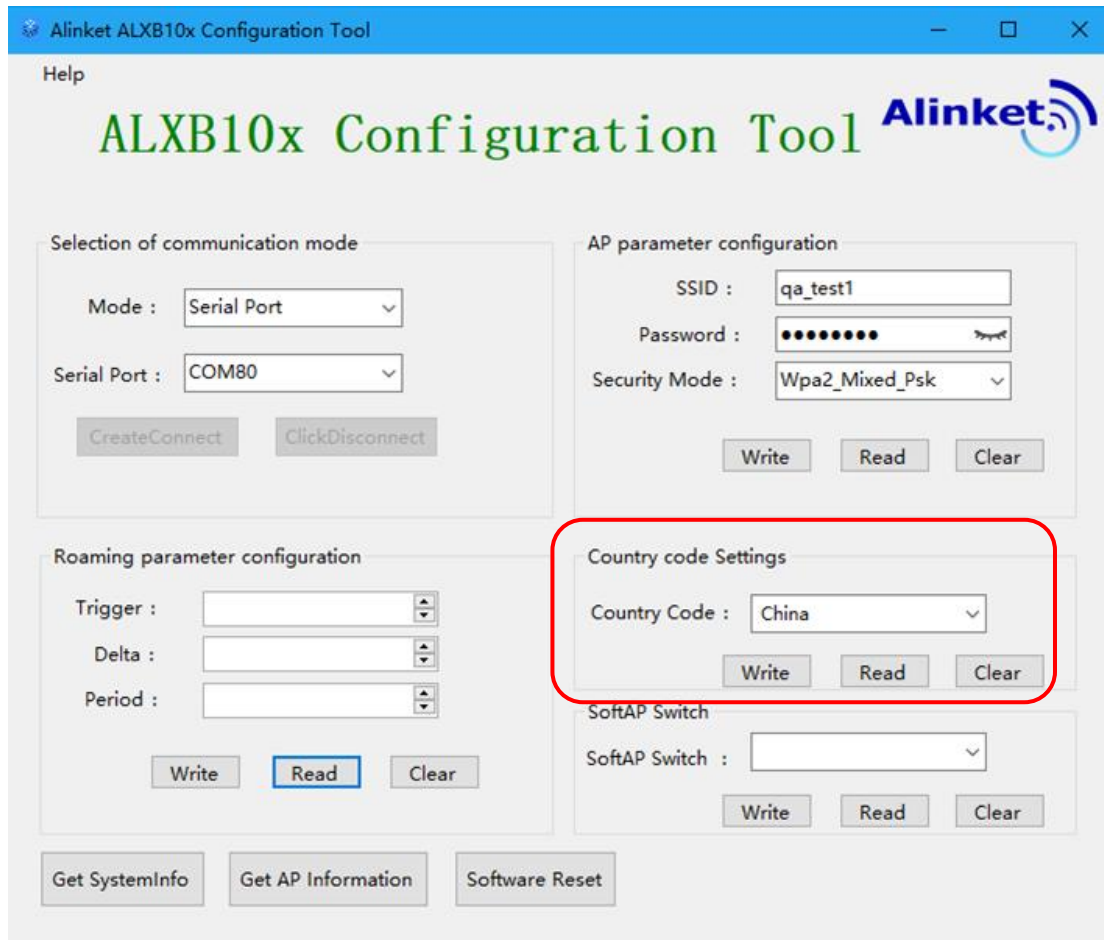 Alinket ALXB10x Configuration Tool
Help
ALXB10x Configuration Tool
Alinket
Selection of communication mode
Mode : Serial Port
Serial Port : COM80
CreateConnect ClickDisconnect
AP parameter configuration
SSID : qa_test1
Password : ●●●●●●●●
Security Mode : Wpa2_Mixed_Psk
Write Read Clear
Roaming parameter configuration
Trigger :
Delta :
Period :
Write Read Clear
Country code Settings
Country Code : China
Write Read Clear
SoftAP Switch
SoftAP Switch :
Write Read Clear
Get SystemInfo Get AP Information Software Reset